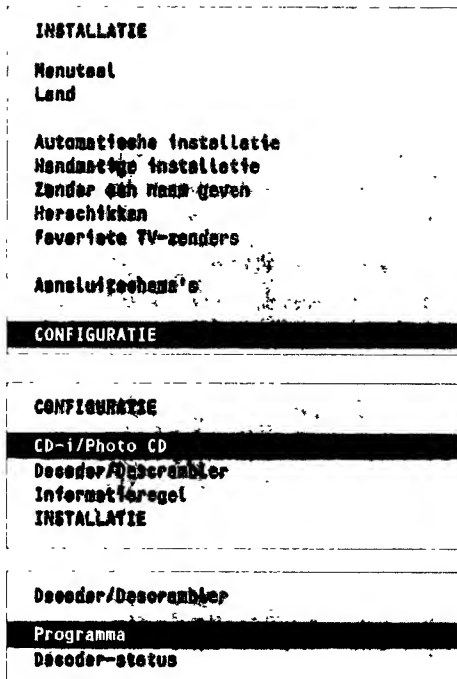 INSTALLATIE
Menutaal
Land
Automatische installatie
Handmatige installatie
Zender een naam geven
Herschikken
Favoriete TV-zenders
Aansluitschema's
CONFIGURATIE
CONFIGURATIE
CD-i/Photo CD
Decoder/Descrambler
Informatieregel
INSTALLATIE
Decoder/Descrambler
Programma
Decoder-status